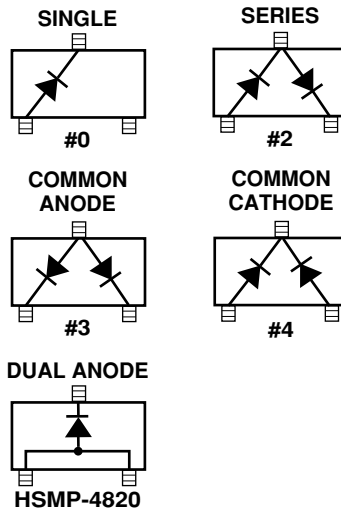 SINGLE
SERIES
#0
#2
COMMON
ANODE
COMMON
CATHODE
#3
#4
DUAL ANODE
HSMP-4820